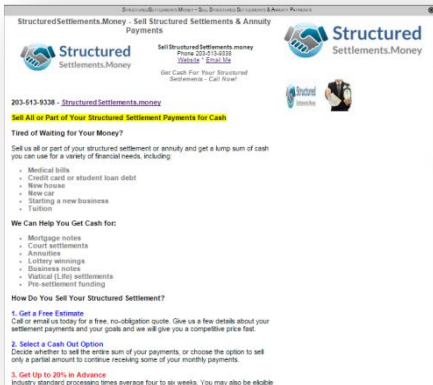 StructuredSettlements.Money - Sell Structured Settlements & Annuity Payments
StructuredSettlements.Money - Sell Structured Settlements & Annuity
Payments
Structured
Settlements.Money
Sell StructuredSettlements.money
Phone 203-513-9338
Website * Email Me
Get Cash For Your Structured
Settlements - Call Now!
Structured
Settlements.Money
Structured
203-513-9338 - StructuredSettlements.money
Sell All or Part of Your Structured Settlement Payments for Cash
Tired of Waiting for Your Money?
Sell us all or part of your structured settlement or annuity and get a lump sum of cash
you can use for a variety of financial needs, including:
Medical bills
Credit card or student loan debt
New house
New car
Starting a new business
Tuition
We Can Help You Get Cash for:
Mortgage notes
Court settlements
Annuities
Lottery winnings
Business notes
Viatical (Life) settlements
Pre-settlement funding
How Do You Sell Your Structured Settlement?
1. Get a Free Estimate
Call or email us today for a free, no-obligation quote. Give us a few details about your
settlement payments and your goals and we will give you a competitive price fast.
2. Select a Cash Out Option
Decide whether to sell the entire sum of your payments, or choose the option to sell
only a partial amount to continue receiving some of your monthly payments.
3. Get Up to 20% in Advance
Industry standard processing times average four to six weeks. You may also be eligible